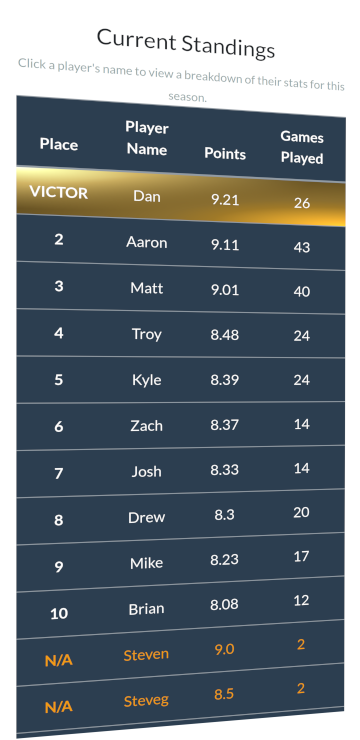 Current Standings
Click a player's name to view a breakdown of their stats for this
season.
Place Player Name Points Games Played
VICTOR Dan 9.21 26
2 Aaron 9.11 43
3 Matt 9.01 40
4 Troy 8.48 24
5 Kyle 8.39 24
6 Zach 8.37 14
7 Josh 8.33 14
8 Drew 8.3 20
9 Mike 8.23 17
10 Brian 8.08 12
N/A Steven 9.0 2
N/A Steveg 8.5 2